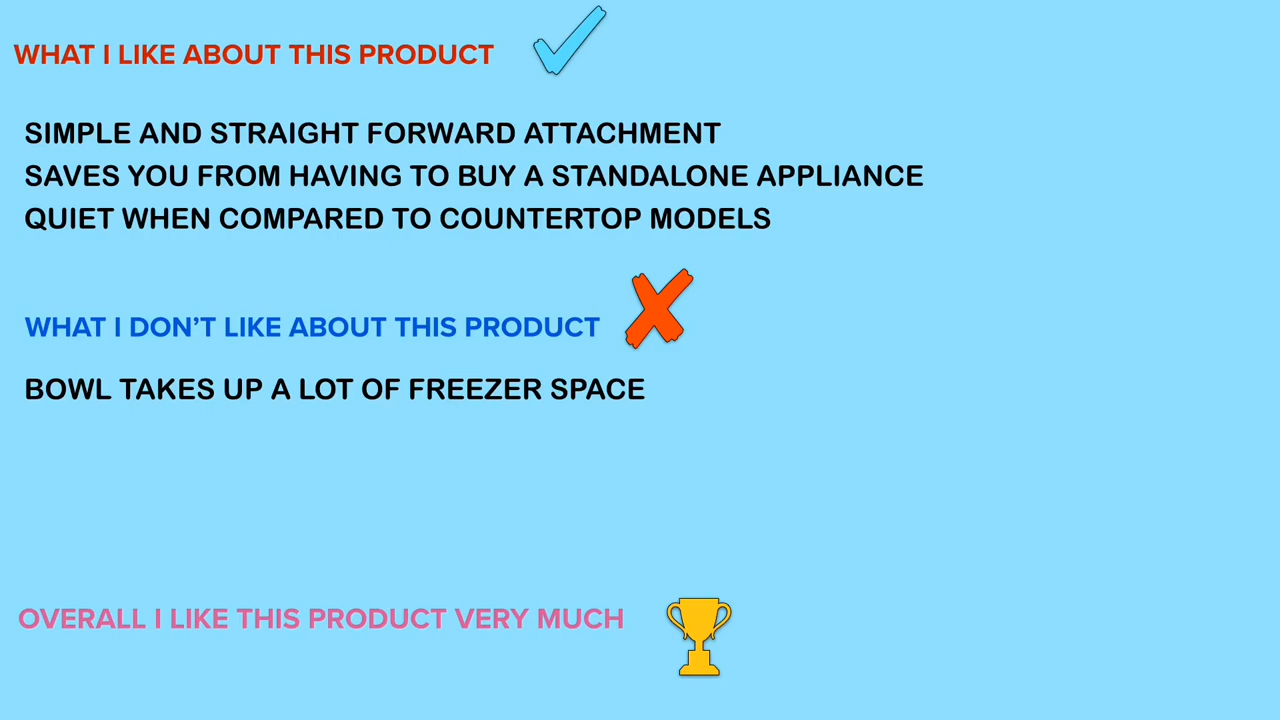 WHAT I LIKE ABOUT THIS PRODUCT
SIMPLE AND STRAIGHT FORWARD ATTACHMENT
SAVES YOU FROM HAVING TO BUY A STANDALONE APPLIANCE
QUIET WHEN COMPARED TO COUNTERTOP MODELS
WHAT I DON’T LIKE ABOUT THIS PRODUCT
BOWL TAKES UP A LOT OF FREEZER SPACE
OVERALL I LIKE THIS PRODUCT VERY MUCH